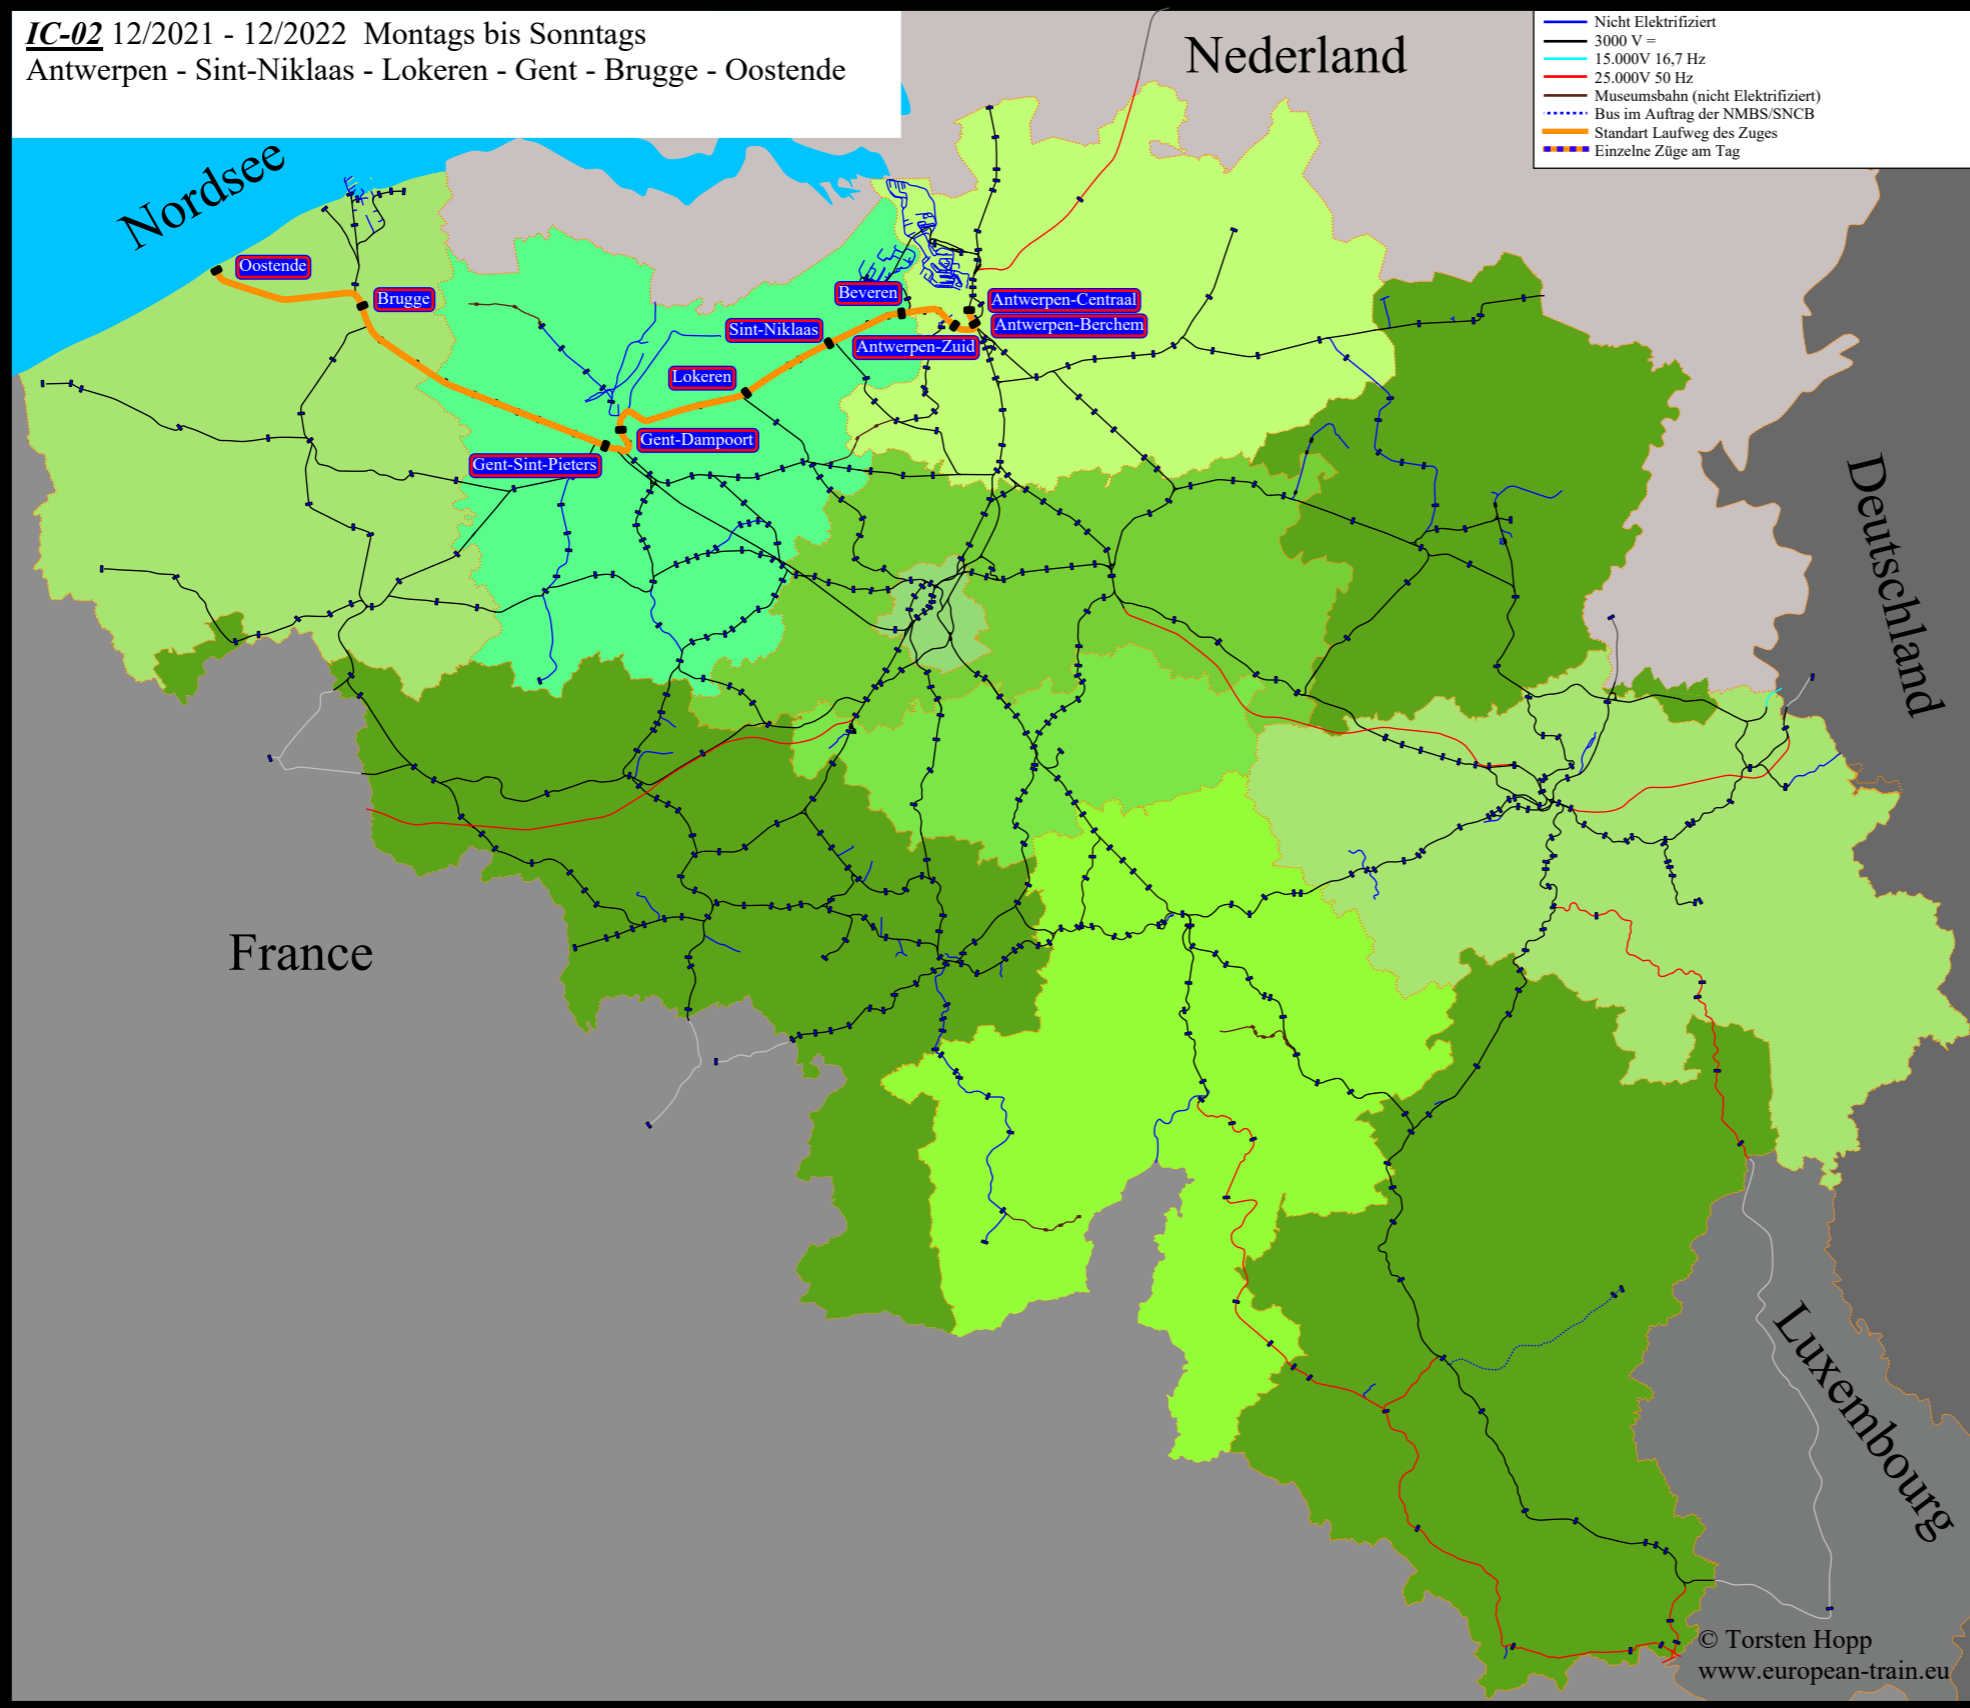 IC-02 12/2021 - 12/2022 Montags bis Sonntags
Antwerpen - Sint-Niklaas - Lokeren - Gent - Brugge - Oostende
Nicht Elektrifiziert
3000 V =
15.000V 16,7 Hz
25.000V 50 Hz
Museumsbahn (nicht Elektrifiziert)
Bus im Auftrag der NMBS/SNCB
Standart Laufweg des Zuges
Einzelne Züge am Tag
Nederland
Nordsee
Oostende
Brugge
Beveren
Antwerpen-Centraal
Antwerpen-Berchem
Sint-Niklaas
Antwerpen-Zuid
Lokeren
Gent-Dampoort
Gent-Sint-Pieters
Deutschland
France
Luxembourg
© Torsten Hopp
www.european-train.eu